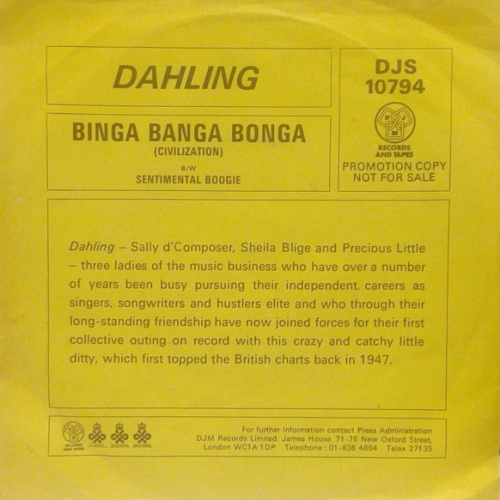 DAHLING
BINGA BANGA BONGA
(CIVILIZATION)
B/W
SENTIMENTAL BOOGIE
DJS
10794
RECORDS
AND TAPES
PROMOTION COPY
NOT FOR SALE
Dahling – Sally d'Composer, Sheila Blige and Precious Little
– three ladies of the music business who have over a number
of years been busy pursuing their independent. careers as
singers, songwriters and hustlers elite and who through their
long-standing friendship have now joined forces for their first
collective outing on record with this crazy and catchy little
ditty, which first topped the British charts back in 1947.
For further information contact Press Administration
DJM Records Limited. James House, 71-75 New Oxford Street,
London WC1A 1DP Telephone: 01-836 4864 Telex 27135